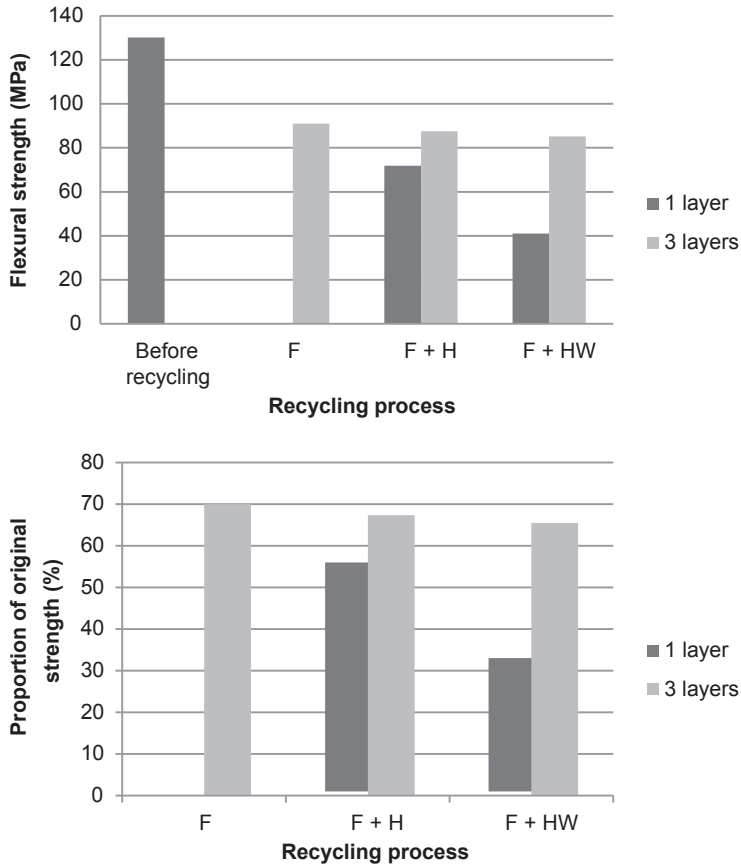 140
120
100
80
60
40
20
0
Flexural strength (MPa)
Before
recycling
F
F + H
F + HW
Recycling process
1 layer
3 layers
80
70
60
50
40
30
20
10
0
Proportion of original
strength (%)
F
F + H
F + HW
Recycling process
1 layer
3 layers